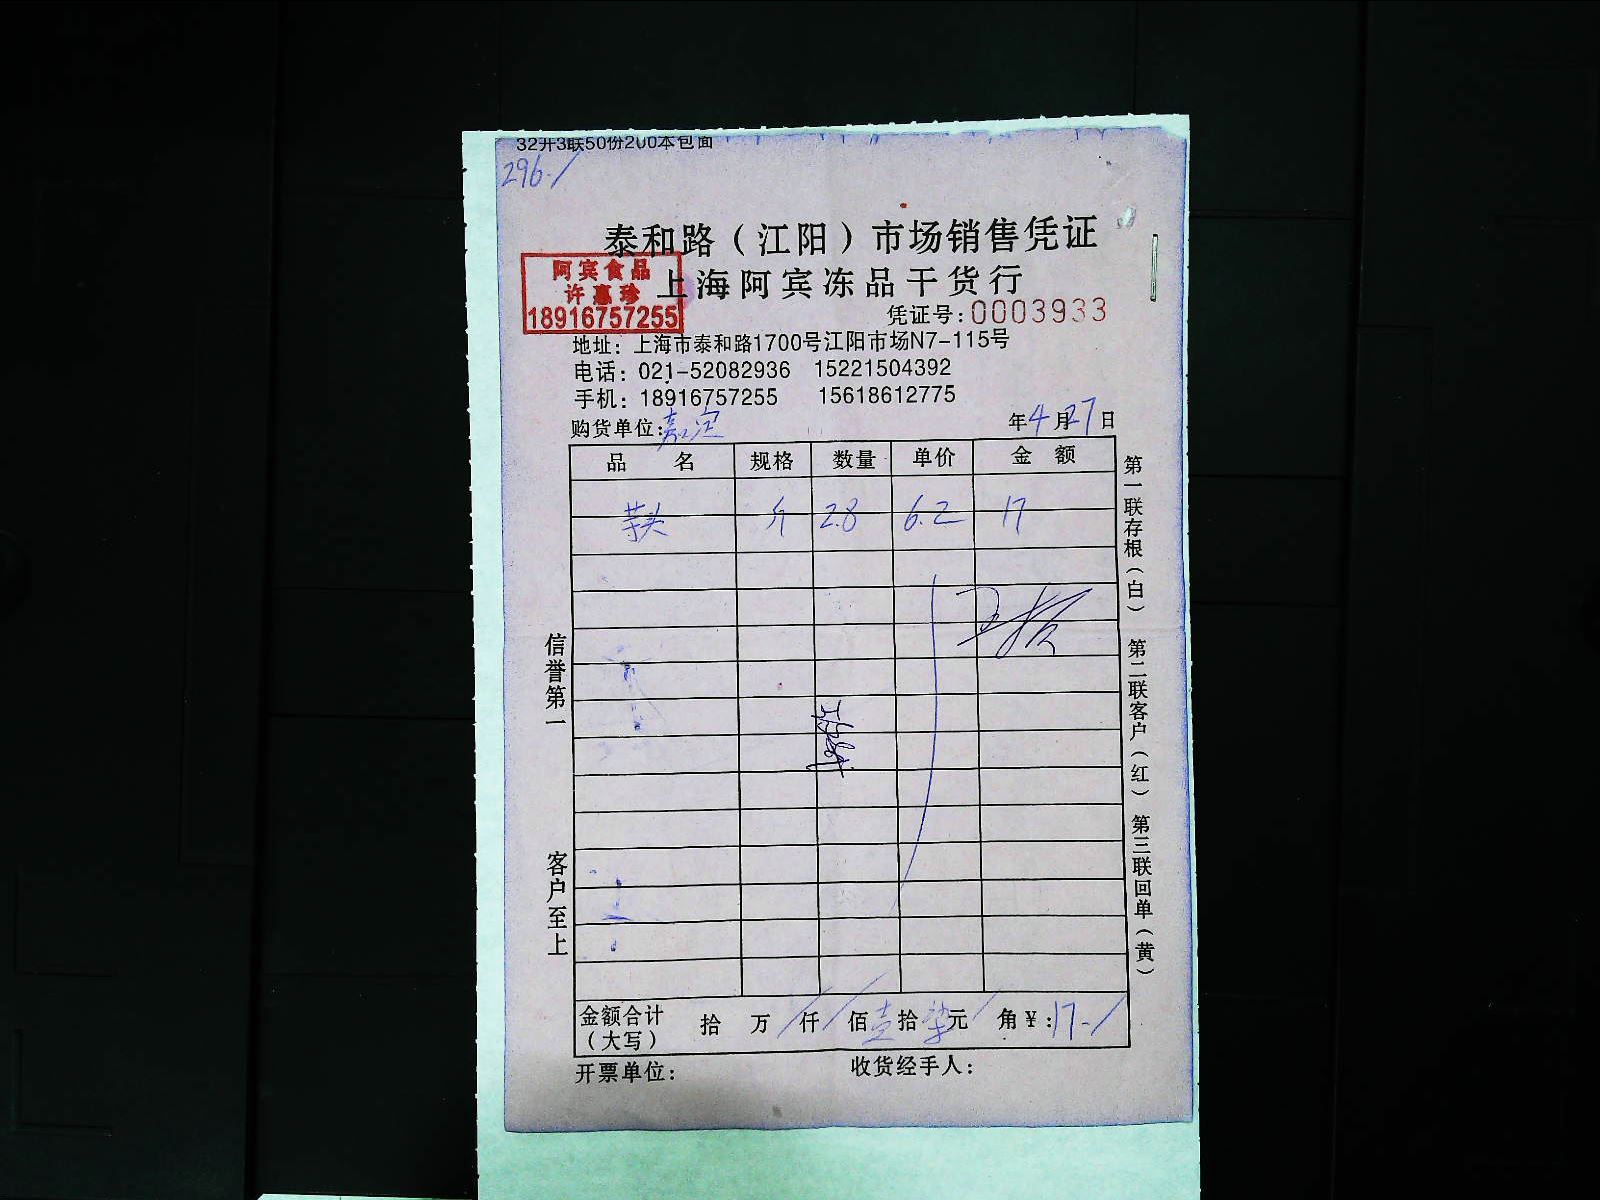 32开3联50份200本包面
296.-/
泰和路（江阳）市场销售凭证
上海阿宾冻品干货行
阿宾食品
许惠珍
18916757255
凭证号:0003933
地址：上海市泰和路1700号江阳市场N7-115号
电话：021-52082936 15221504392
手机：18916757255 15618612775
购货单位:嘉定 年4月27日
品 名 规格 数量 单价 金 额
芋头 斤 2.8 6.2 17
金额合计（大写） 拾 万 仟 佰壹拾柒元 角￥:17.-/
开票单位： 收货经手人：
信誉第一
客户至上
第一联存根（白）
第二联客户（红）
第三联回单（黄）